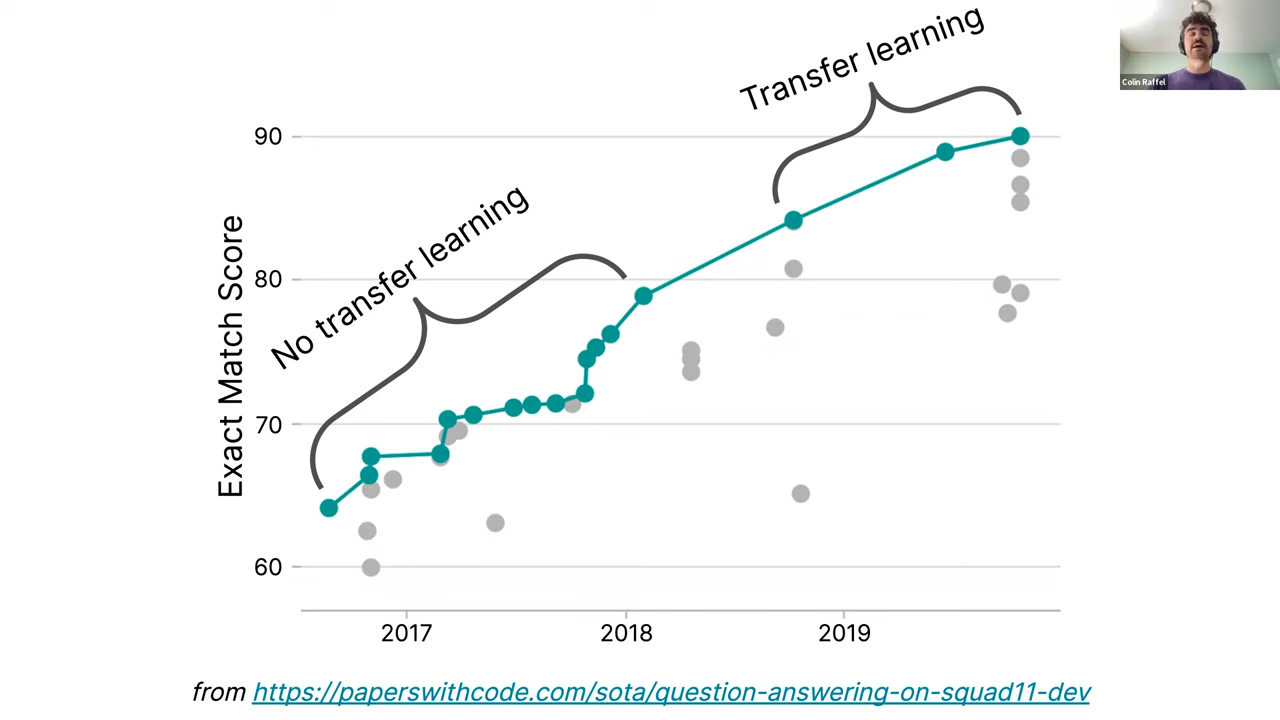 Transfer learning
Colin Raffel
90
No transfer learning
80
Exact Match Score
70
60
2017 2018 2019
from https://paperswithcode.com/sota/question-answering-on-squad11-dev